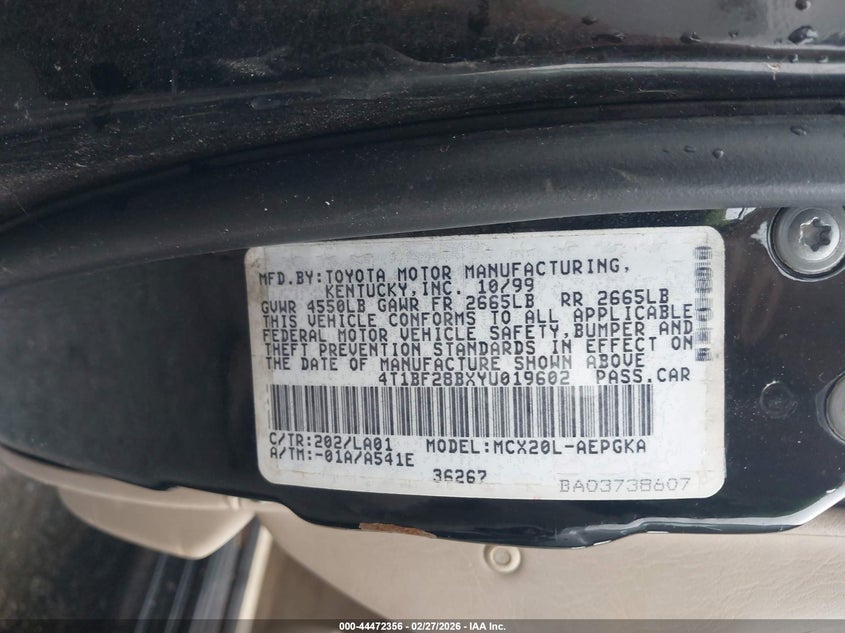 MFD.BY:TOYOTA MOTOR MANUFACTURING,
KENTUCKY,INC. 10/99
GVWR 4550LB GAWR FR 2665LB RR 2665LB
THIS VEHICLE CONFORMS TO ALL APPLICABLE
FEDERAL MOTOR VEHICLE SAFETY,BUMPER AND
THEFT PREVENTION STANDARDS IN EFFECT ON
THE DATE OF MANUFACTURE SHOWN ABOVE
4T1BF28BXYU019602 PASS.CAR
C/TR:202/LA01 MODEL:MCX20L-AEPGKA
A/TM:-01A/A541E
36267
BA03738607
000-44472356 | 02/27/2026 – IAA Inc.